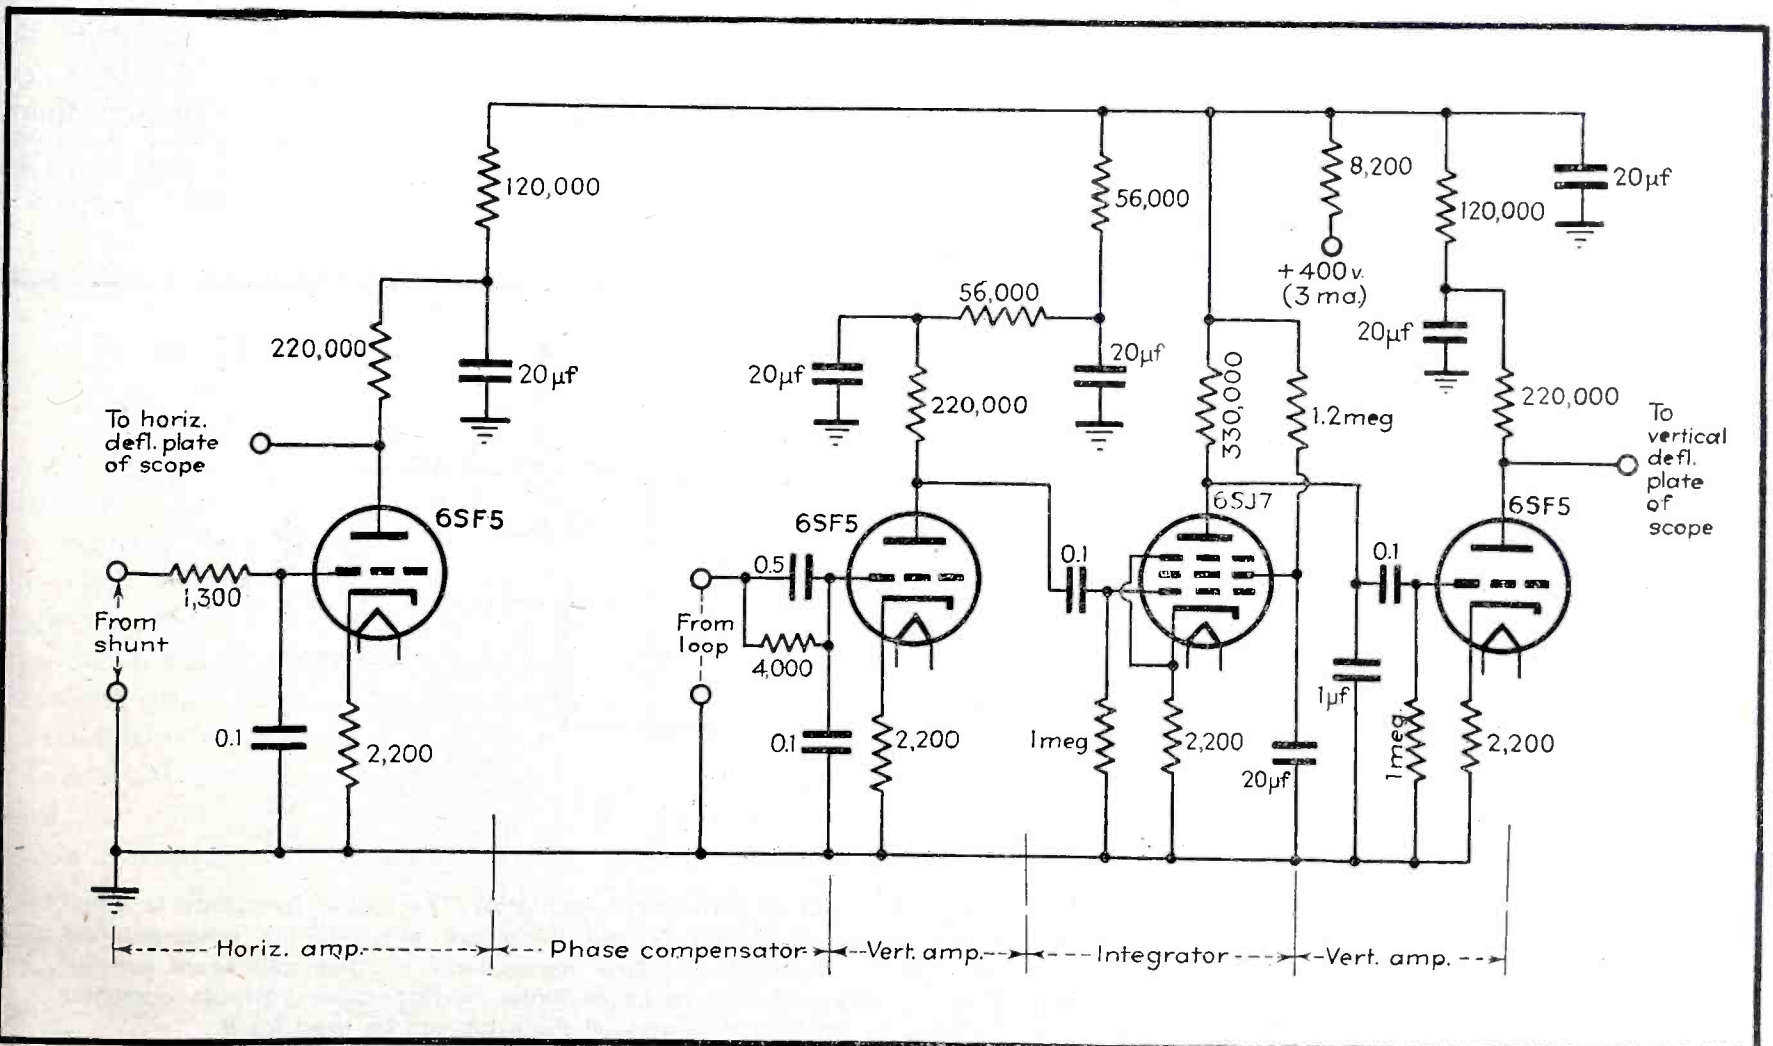 120,000
220,000
20μf
To horiz.
defl. plate
of scope
6SF5
1,300
From
shunt
0.1
2,200
56,000
56,000
20μf
20μf
220,000
6SF5
0.5
From
loop
4,000
0.1
2,200
8,200
+400v.
(3 ma.)
120,000
20μf
20μf
330,000
1.2meg
220,000
To
vertical
defl.
plate
of
scope
6SJ7
0.1
1meg
2,200
20μf
0.1
6SF5
1μf
1meg.
2,200
Horiz. amp.
Phase compensator
Vert. amp.
Integrator
Vert. amp.